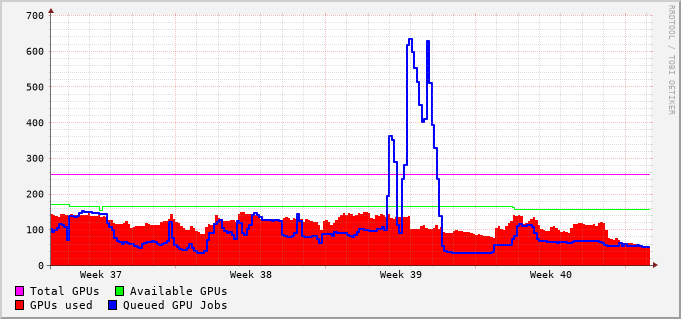 700
600
500
400
300
200
100
0
Week 37 Week 38 Week 39 Week 40
Total GPUs Available GPUs
GPUs used Queued GPU Jobs
RRDTOOL / TOBI OETIKER